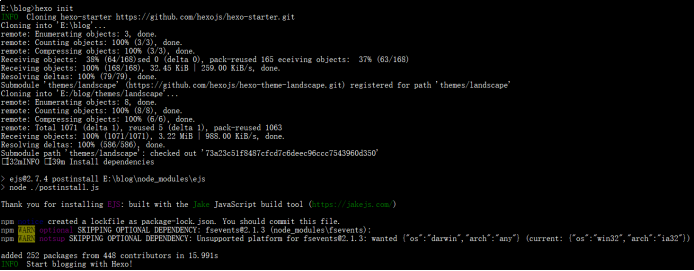 E:\blog>hexo init
INFO  Cloning hexo-starter https://github.com/hexojs/hexo-starter.git
Cloning into 'E:\blog'...
remote: Enumerating objects: 3, done.
remote: Counting objects: 100% (3/3), done.
remote: Compressing objects: 100% (3/3), done.
Receiving objects:  38% (64/168)sed 0 (delta 0), pack-reused 165 eceiving objects:  37% (63/168)
Receiving objects: 100% (168/168), 32.45 KiB | 259.00 KiB/s, done.
Resolving deltas: 100% (79/79), done.
Submodule 'themes/landscape' (https://github.com/hexojs/hexo-theme-landscape.git) registered for path 'themes/landscape'
Cloning into 'E:/blog/themes/landscape'...
remote: Enumerating objects: 8, done.
remote: Counting objects: 100% (8/8), done.
remote: Compressing objects: 100% (6/6), done.
remote: Total 1071 (delta 1), reused 5 (delta 1), pack-reused 1063
Receiving objects: 100% (1071/1071), 3.22 MiB | 988.00 KiB/s, done.
Resolving deltas: 100% (586/586), done.
Submodule path 'themes/landscape': checked out '73a23c51f8487cfcd7c6deec96ccc7543960d350'
[32mINFO [39m Install dependencies
> ejs@2.7.4 postinstall E:\blog\node_modules\ejs
> node ./postinstall.js
Thank you for installing EJS: built with the Jake JavaScript build tool (https://jakejs.com/)
npm notice created a lockfile as package-lock.json. You should commit this file.
npm WARN optional SKIPPING OPTIONAL DEPENDENCY: fsevents@2.1.3 (node_modules\fsevents):
npm WARN notsup SKIPPING OPTIONAL DEPENDENCY: Unsupported platform for fsevents@2.1.3: wanted {"os":"darwin","arch":"any"} (current: {"os":"win32","arch":"ia32"})
added 252 packages from 448 contributors in 15.991s
INFO  Start blogging with Hexo!